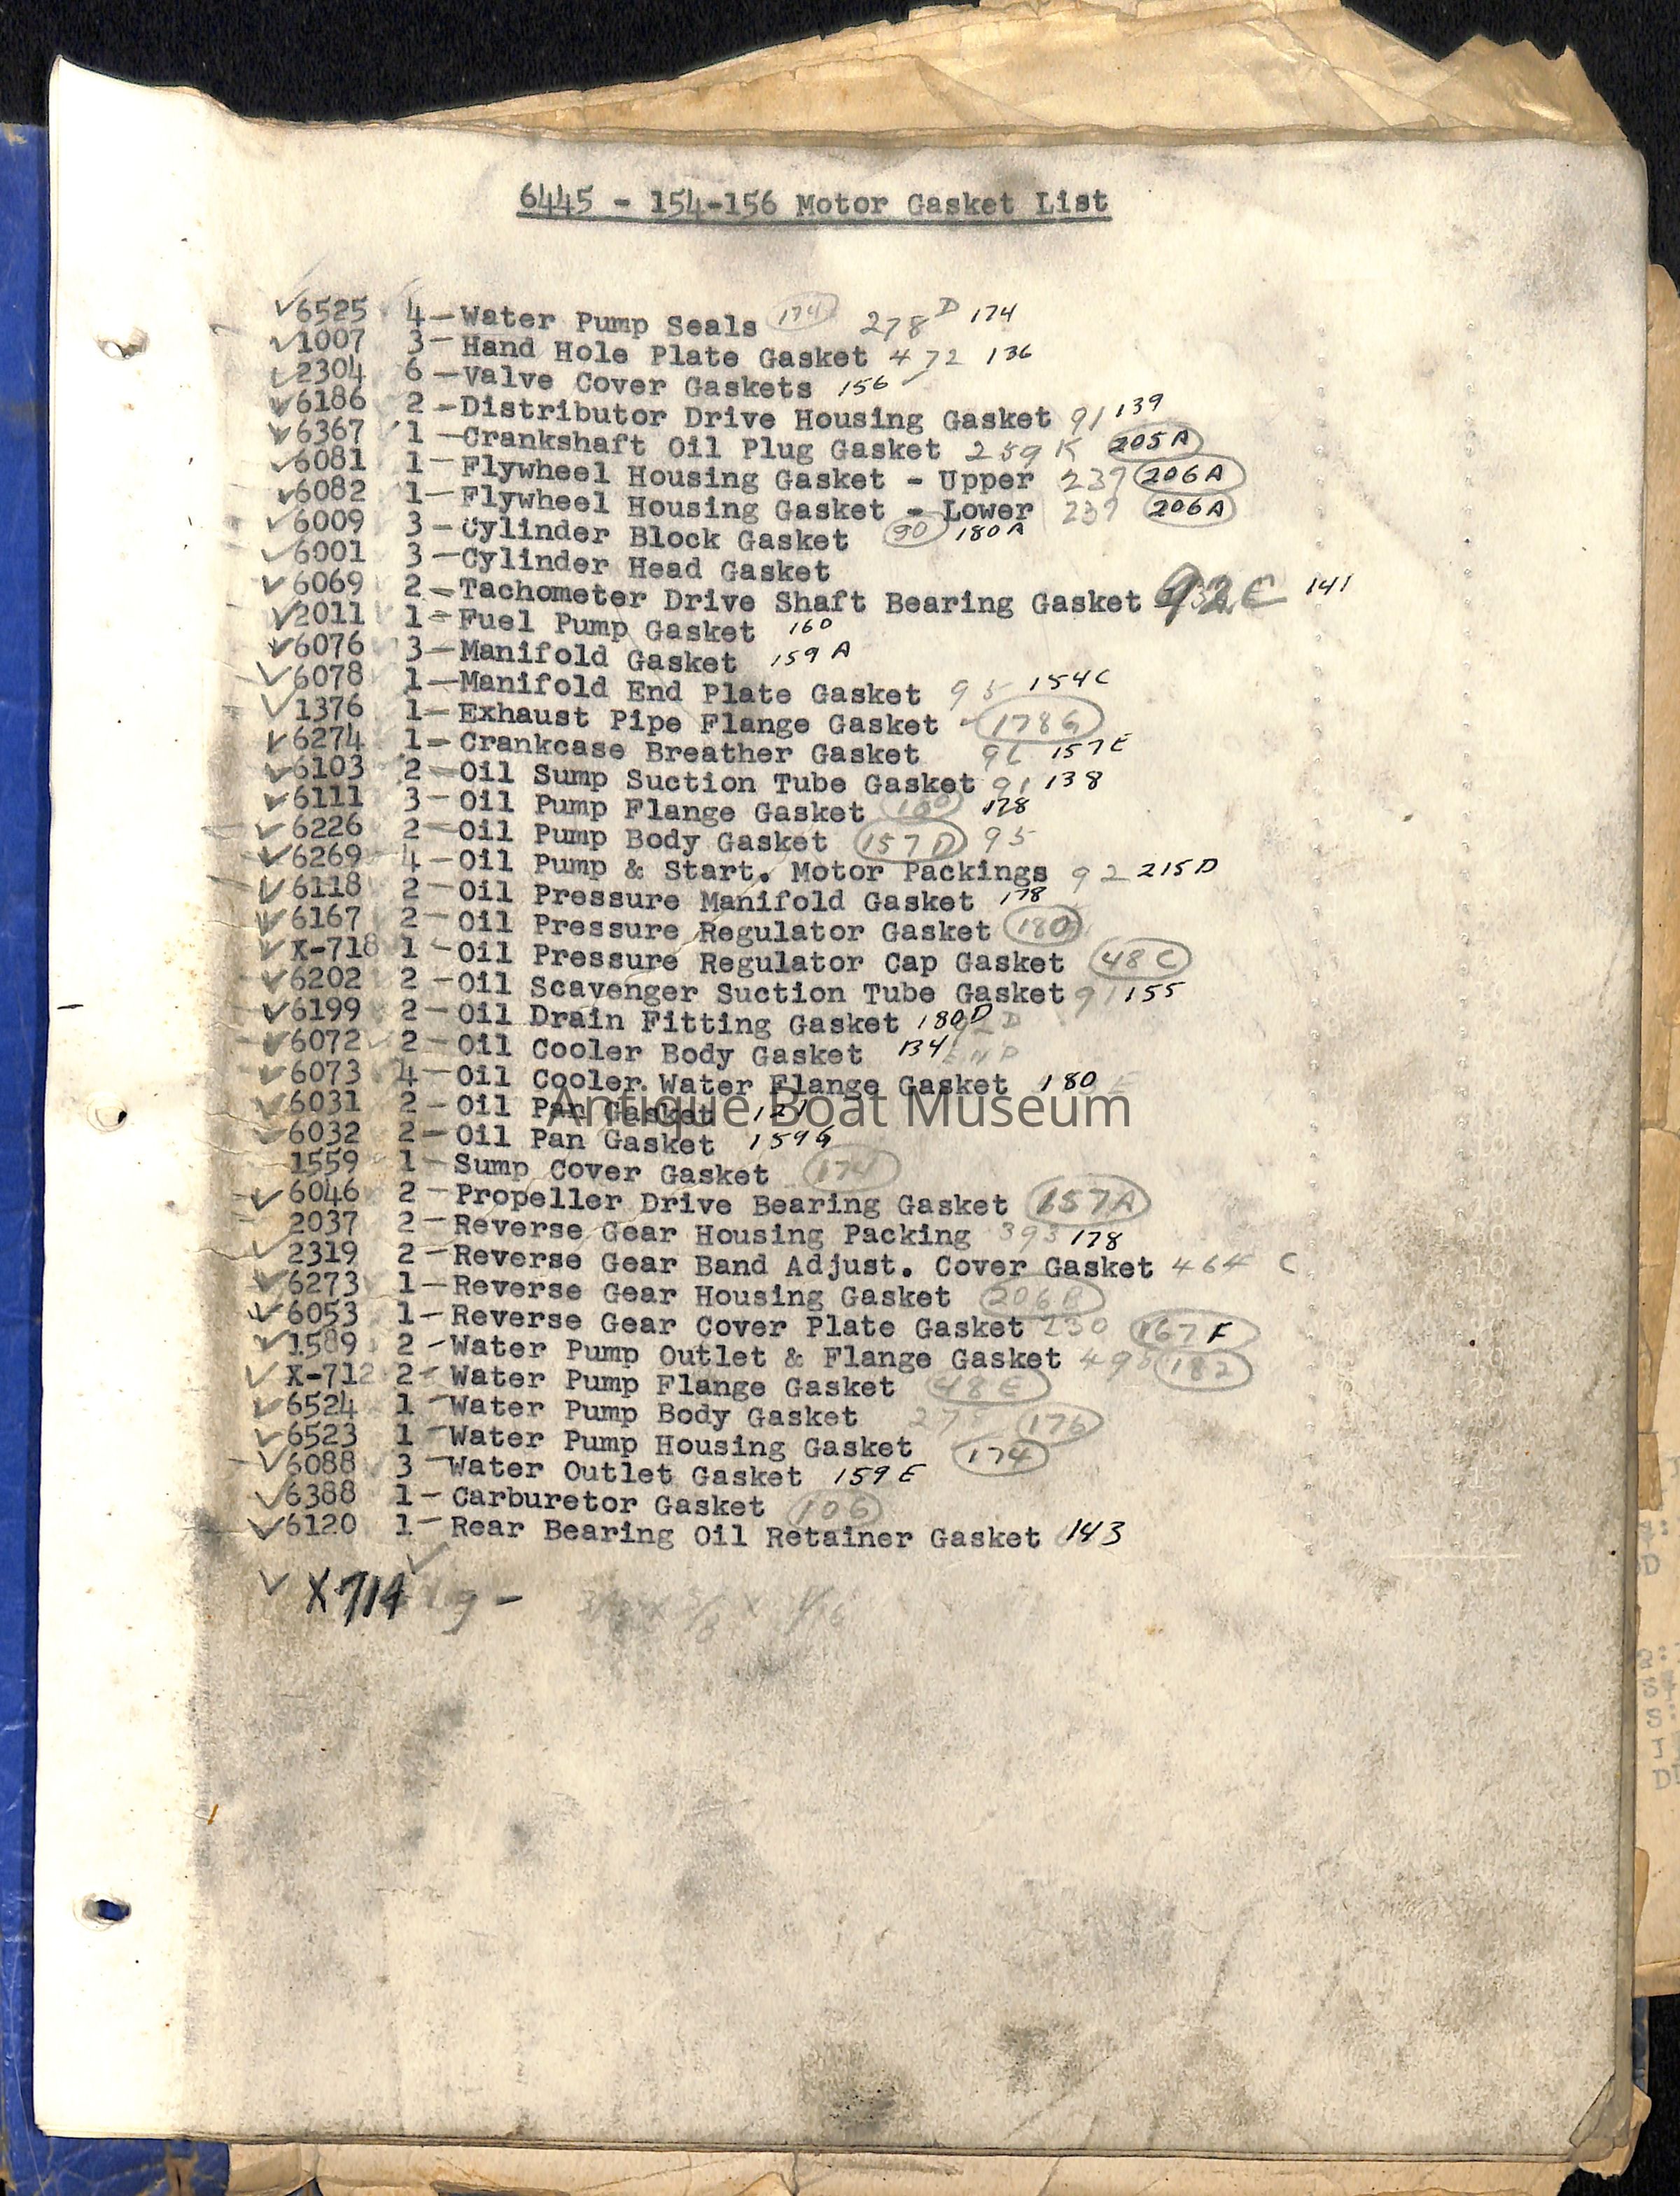 6445 - 154-156 Motor Gasket List
✓6525 4—Water Pump Seals 174 278D 174
✓1007 3—Hand Hole Plate Gasket 472 136
✓2304 6—Valve Cover Gaskets 156
✓6186 2—Distributor Drive Housing Gasket 91 139
✓6367 1—Crankshaft Oil Plug Gasket 259K 205A
✓6081 1—Flywheel Housing Gasket - Upper 239 206A
✓6082 1—Flywheel Housing Gasket - Lower 239 206A
✓6009 3—Cylinder Block Gasket 90 180A
✓6001 3—Cylinder Head Gasket
✓6069 2—Tachometer Drive Shaft Bearing Gasket 92C 141
✓2011 1—Fuel Pump Gasket 160
✓6076 3—Manifold Gasket 159A
✓6078 1—Manifold End Plate Gasket 95 154C
✓1376 1—Exhaust Pipe Flange Gasket 178G
✓6274 1—Crankcase Breather Gasket 157E
✓6103 2—Oil Sump Suction Tube Gasket 91 138
✓6111 3—Oil Pump Flange Gasket 178
✓6226 2—Oil Pump Body Gasket 157D 95
✓6269 4—Oil Pump & Start. Motor Packings 92 215D
✓6118 2—Oil Pressure Manifold Gasket 178
✓6167 2—Oil Pressure Regulator Gasket 180
✓X-718 1—Oil Pressure Regulator Cap Gasket 48C
✓6202 2—Oil Scavenger Suction Tube Gasket 91 155
✓6199 2—Oil Drain Fitting Gasket 180D
✓6072 2—Oil Cooler Body Gasket 134
✓6073 4—Oil Cooler Water Flange Gasket 180
✓6031 2—Oil Pan Gasket 121
✓6032 2—Oil Pan Gasket 159G
1559 1—Sump Cover Gasket 174
✓6046 2—Propeller Drive Bearing Gasket 157A
2037 2—Reverse Gear Housing Packing 393 178
✓2319 2—Reverse Gear Band Adjust. Cover Gasket 464 C
✓6273 1—Reverse Gear Housing Gasket 206B
✓6053 1—Reverse Gear Cover Plate Gasket 230 167F
✓1589 2—Water Pump Outlet & Flange Gasket 182
✓X-712 2—Water Pump Flange Gasket 48E
✓6524 1—Water Pump Body Gasket 176
✓6523 1—Water Pump Housing Gasket 174
✓6088 3—Water Outlet Gasket 159E
✓6388 1—Carburetor Gasket 106
✓6120 1—Rear Bearing Oil Retainer Gasket 143
✓X714
Antique Boat Museum